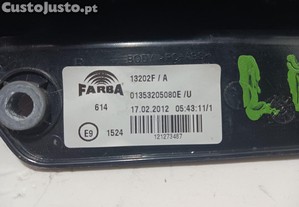 CustoJusto.pt
FARBA
13202F / A
01353205080E /U
614
17.02.2012 05:43:11/1
E9
1524
121273487